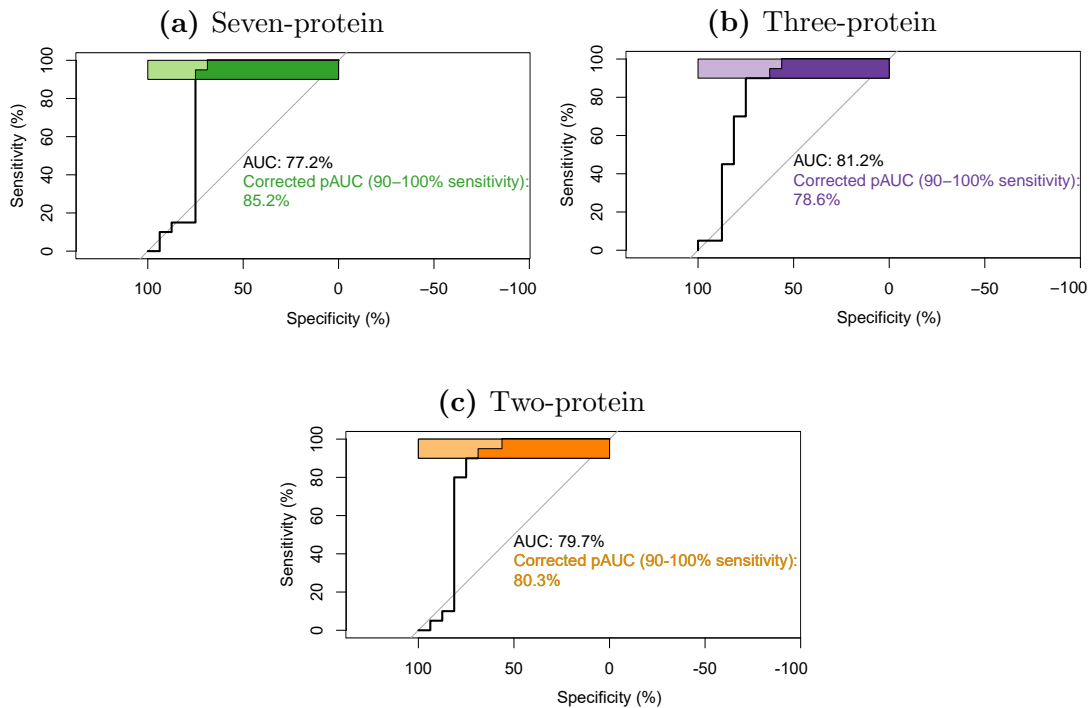 (a) Seven-protein
Sensitivity (%)
100
80
60
40
20
0
AUC: 77.2%
Corrected pAUC (90−100% sensitivity):
85.2%
100 50 0 −50 −100
Specificity (%)
(b) Three-protein
Sensitivity (%)
100
80
60
40
20
0
AUC: 81.2%
Corrected pAUC (90−100% sensitivity):
78.6%
100 50 0 −50 −100
Specificity (%)
(c) Two-protein
Sensitivity (%)
100
80
60
40
20
0
AUC: 79.7%
Corrected pAUC (90-100% sensitivity):
80.3%
100 50 0 -50 -100
Specificity (%)